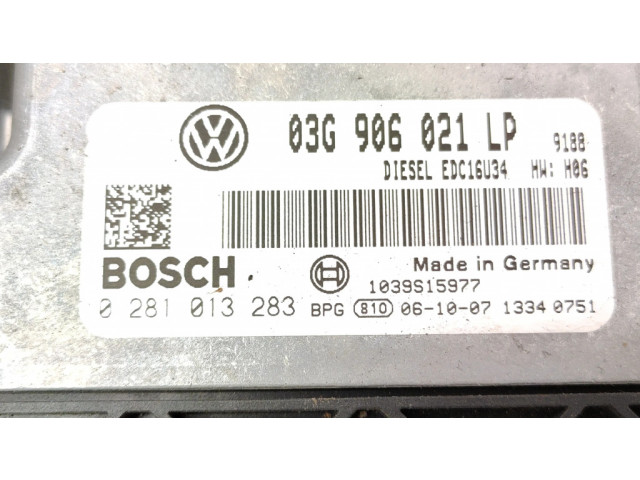 03G 906 021 LP 9188
DIESEL EDC16U34 HW: H06
BOSCH Made in Germany
1039S15977
0 281 013 283 BPG 810 06-10-07 1334 0751